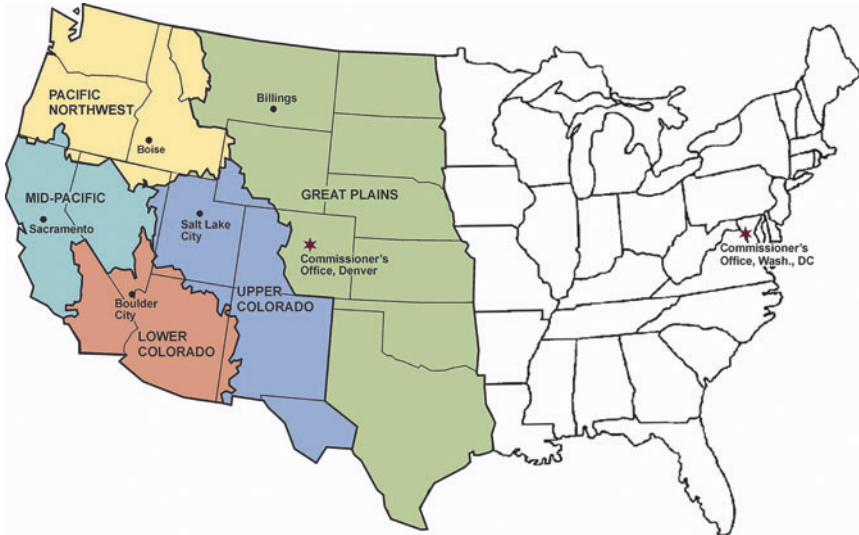 PACIFIC
NORTHWEST
Billings
Boise
MID-PACIFIC
GREAT PLAINS
Sacramento
Salt Lake
City
Commissioner's
Office, Denver
Commissioner's
Office, Wash., DC
UPPER
COLORADO
Boulder
City
LOWER
COLORADO